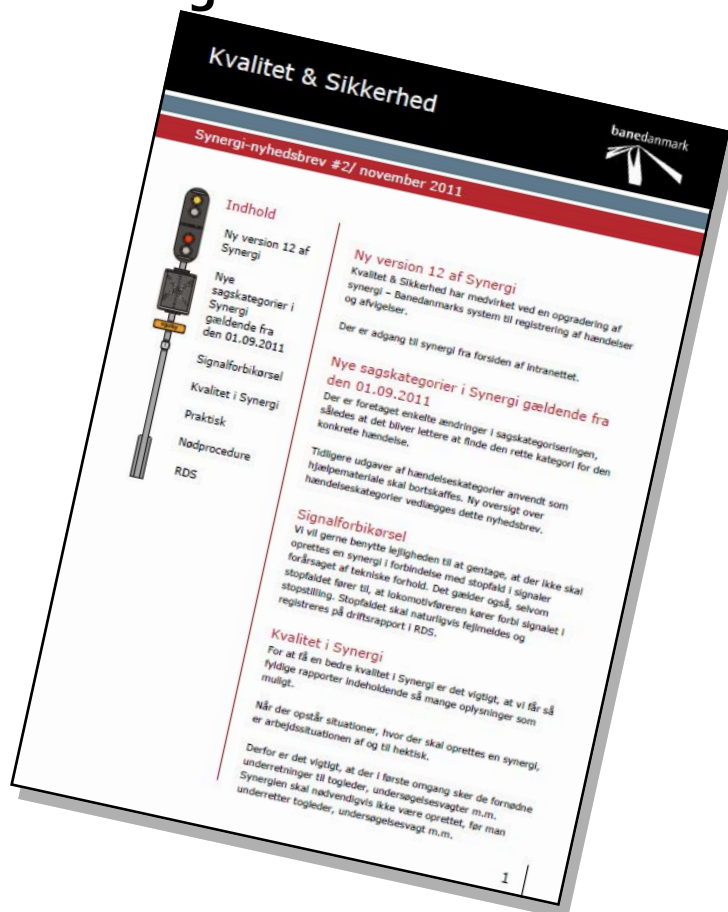 Kvalitet & Sikkerhed
banedanmark
Synergi-nyhedsbrev #2/ november 2011
Indhold
Ny version 12 af
Synergi
Nye
sagskategorier i
Synergi
gældende fra
den 01.09.2011
Signalforbikørsel
Kvalitet i Synergi
Praktisk
Nødprocedure
RDS
Ny version 12 af Synergi
Kvalitet & Sikkerhed har medvirket ved en opgradering af
synergi – Banedanmarks system til registrering af hændelser
og afvigelser.
Der er adgang til synergi fra forsiden af intranettet.
Nye sagskategorier i Synergi gældende fra
den 01.09.2011
Der er foretaget enkelte ændringer i sagskategoriseringen,
således at det bliver lettere at finde den rette kategori for den
konkrete hændelse.
Tidligere udgaver af hændelseskategorier anvendt som
hjælpemateriale skal bortskaffes. Ny oversigt over
hændelseskategorier vedlægges dette nyhedsbrev.
Signalforbikørsel
Vi vil gerne benytte lejligheden til at gentage, at der ikke skal
oprettes en synergi i forbindelse med stopfald i signaler
forårsaget af tekniske forhold. Det gælder også, selvom
stopfaldet fører til, at lokomotivføreren kører forbi signalet i
stopstilling. Stopfaldet skal naturligvis fejlmeldes og
registreres på driftsrapport i RDS.
Kvalitet i Synergi
For at få en bedre kvalitet i Synergi er det vigtigt, at vi får så
fyldige rapporter indeholdende så mange oplysninger som
muligt.
Når der opstår situationer, hvor der skal oprettes en synergi,
er arbejdssituationen af og til hektisk.
Derfor er det vigtigt, at der i første omgang sker de fornødne
underretninger til togleder, undersøgelsesvagter m.m.
Synergien skal nødvendigvis ikke være oprettet, før man
underretter togleder, undersøgelsesvagt m.m.
1